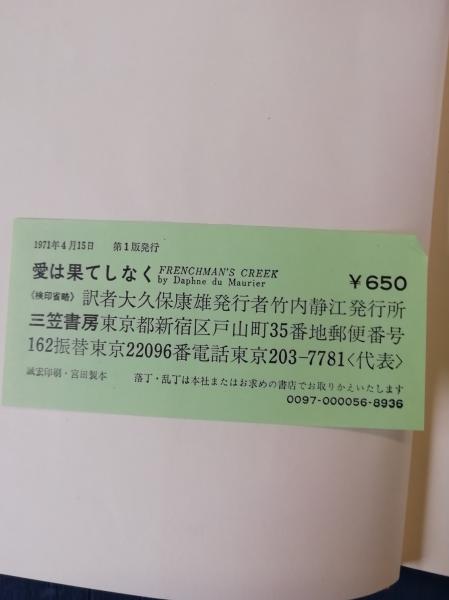 1971年4月15日 第1版発行
愛は果てしなく FRENCHMAN'S CREEK
by Daphne du Maurier
¥650
《検印省略》訳者大久保康雄発行者竹内静江発行所
三笠書房東京都新宿区戸山町35番地郵便番号
162振替東京22096番電話東京203-7781<代表>
誠宏印刷・宮田製本 落丁・乱丁は本社またはお求めの書店でお取りかえいたします
0097-000056-8936